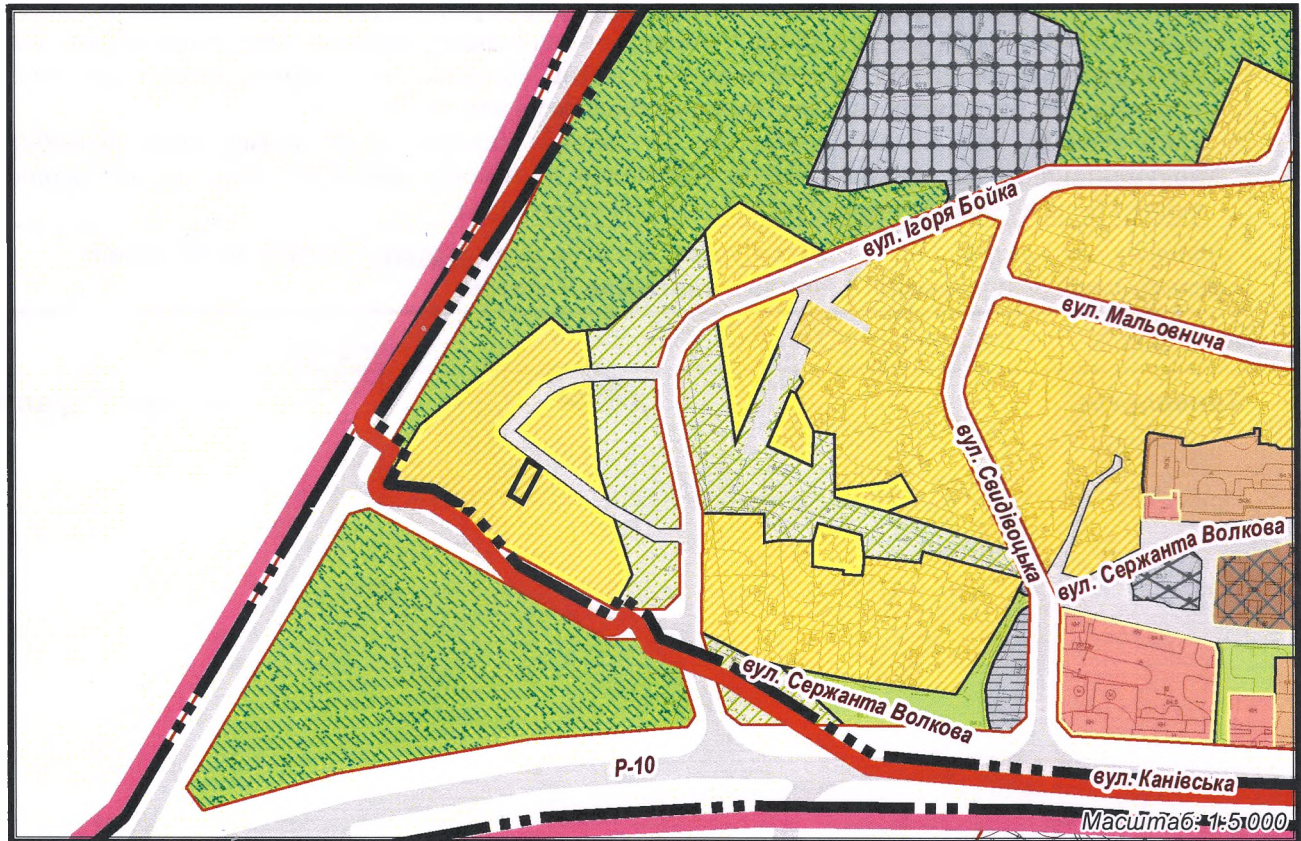 вул. Ігоря Бойка
вул. Мальовнича
вул. Свидівоцька
вул. Сержанта Волкова
вул. Сержанта Волкова
Р-10
вул. Канівська
Масштаб: 1:5 000